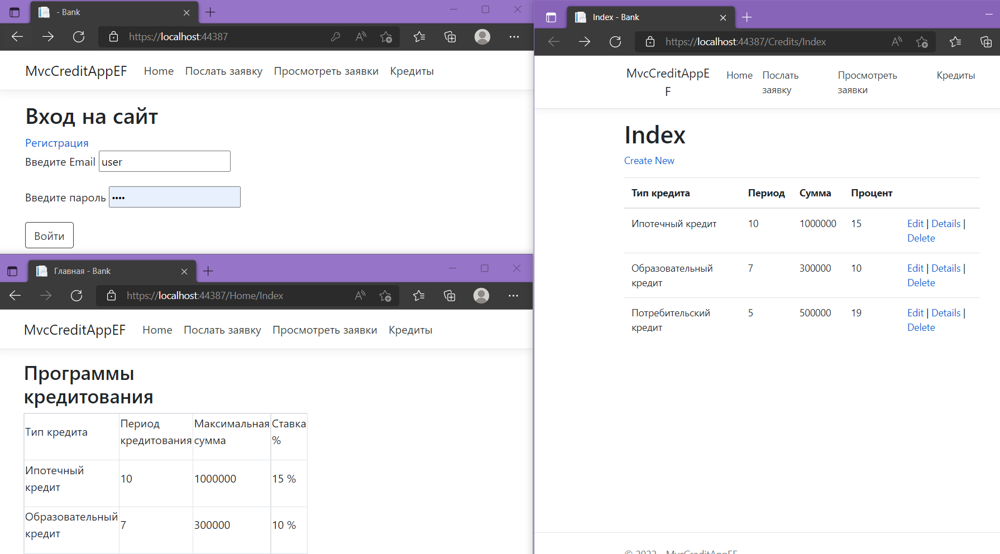 - Bank
https://localhost:44387
MvcCreditAppEF Home Послать заявку Просмотреть заявки Кредиты
Вход на сайт
Регистрация
Введите Email user
Введите пароль ••••
Войти
Главная - Bank
https://localhost:44387/Home/Index
MvcCreditAppEF Home Послать заявку Просмотреть заявки Кредиты
Программы
кредитования
Тип кредита Период кредитования Максимальная сумма Ставка %
Ипотечный кредит 10 1000000 15 %
Образовательный кредит 7 300000 10 %
Index - Bank
https://localhost:44387/Credits/Index
MvcCreditAppE
F
Home Послать заявку Просмотреть заявки Кредиты
Index
Create New
Тип кредита Период Сумма Процент
Ипотечный кредит 10 1000000 15 Edit | Details | Delete
Образовательный кредит 7 300000 10 Edit | Details | Delete
Потребительский кредит 5 500000 19 Edit | Details | Delete
© 2022 - MvcCreditAppEF